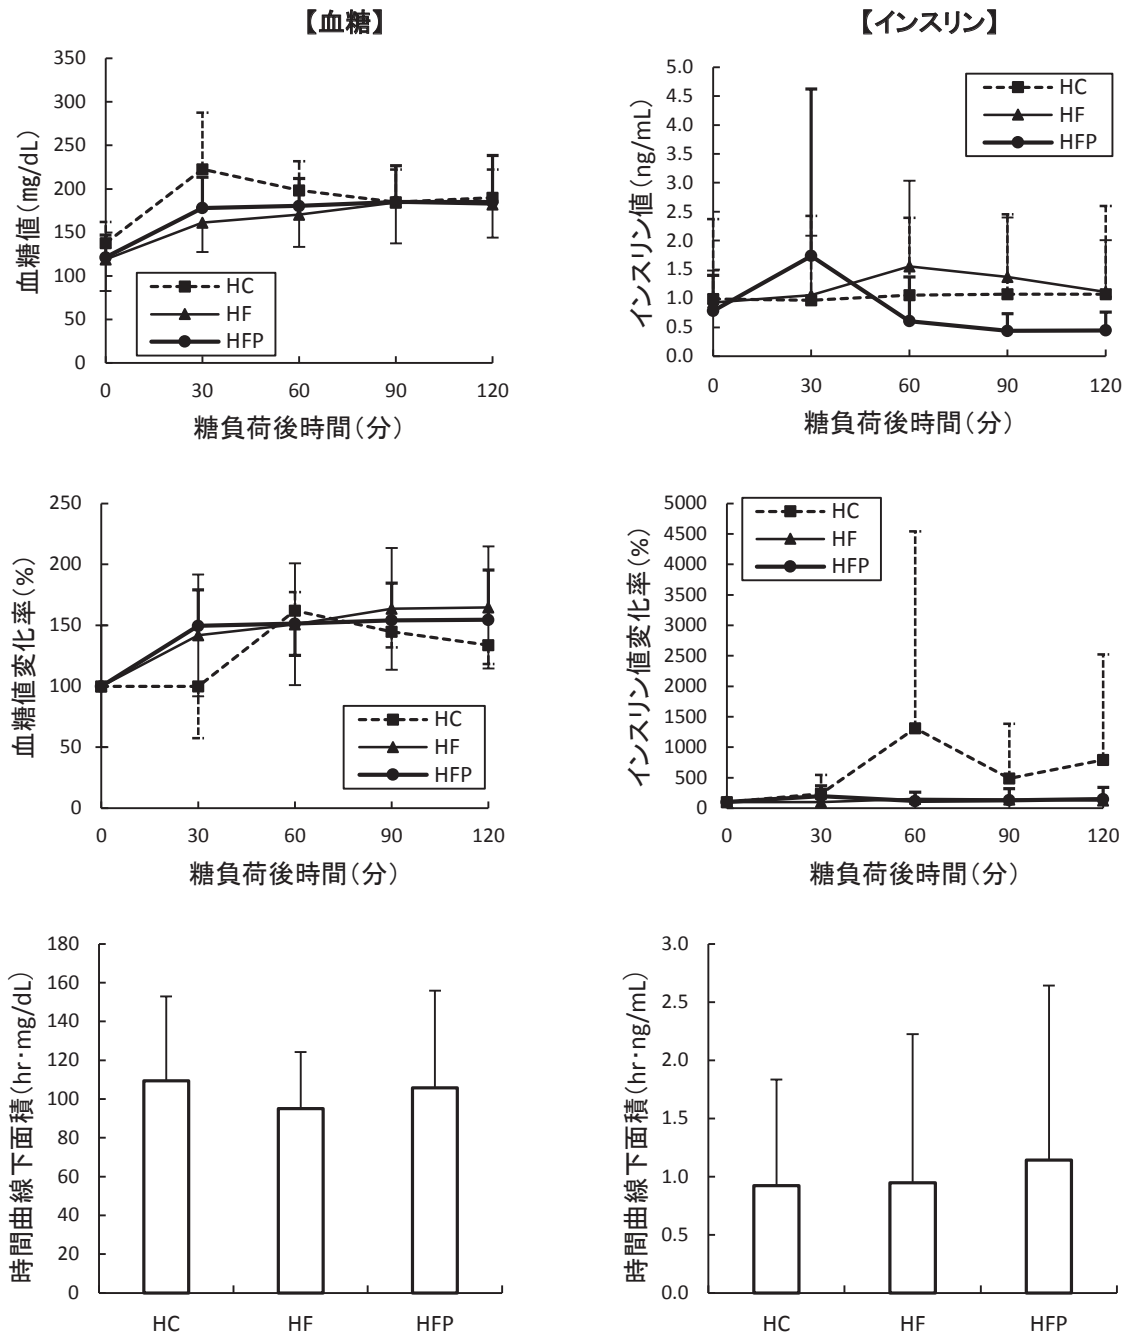 【血糖】
血糖値（mg/dL）
350
300
250
200
150
100
50
0
HC
HF
HFP
0 30 60 90 120
糖負荷後時間（分）
【インスリン】
インスリン値（ng/mL）
5.0
4.5
4.0
3.5
3.0
2.5
2.0
1.5
1.0
0.5
0.0
HC
HF
HFP
0 30 60 90 120
糖負荷後時間（分）
血糖値変化率（%）
250
200
150
100
50
0
HC
HF
HFP
0 30 60 90 120
糖負荷後時間（分）
インスリン値変化率（%）
5000
4500
4000
3500
3000
2500
2000
1500
1000
500
0
HC
HF
HFP
0 30 60 90 120
糖負荷後時間（分）
時間曲線下面積（hr･mg/dL）
180
160
140
120
100
80
60
40
20
0
HC HF HFP
時間曲線下面積（hr･ng/mL）
3.0
2.5
2.0
1.5
1.0
0.5
0.0
HC HF HFP